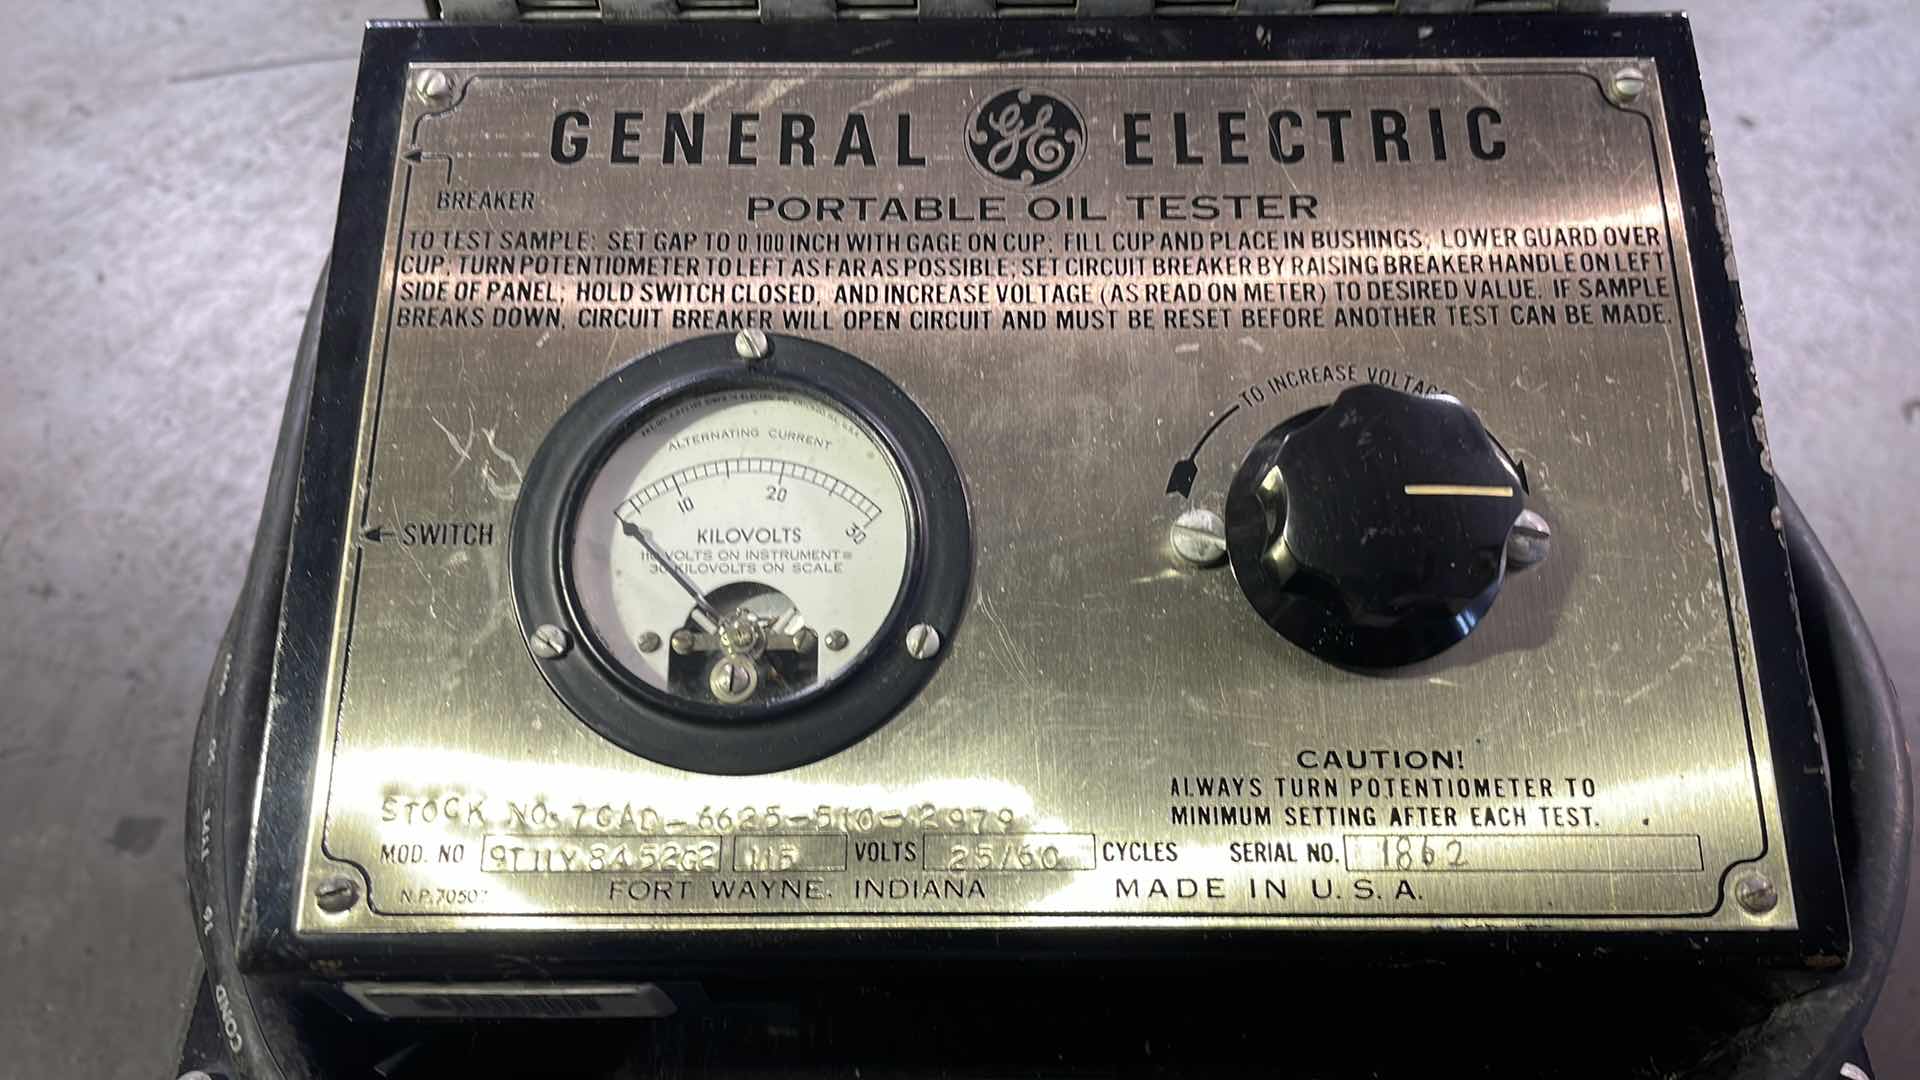 GENERAL GE ELECTRIC
BREAKER
PORTABLE OIL TESTER
TO TEST SAMPLE: SET GAP TO 0.100 INCH WITH GAGE ON CUP; FILL CUP AND PLACE IN BUSHINGS; LOWER GUARD OVER
CUP. TURN POTENTIOMETER TO LEFT AS FAR AS POSSIBLE; SET CIRCUIT BREAKER BY RAISING BREAKER HANDLE ON LEFT
SIDE OF PANEL; HOLD SWITCH CLOSED, AND INCREASE VOLTAGE (AS READ ON METER) TO DESIRED VALUE. IF SAMPLE
BREAKS DOWN, CIRCUIT BREAKER WILL OPEN CIRCUIT AND MUST BE RESET BEFORE ANOTHER TEST CAN BE MADE.
TO INCREASE VOLTAGE
ALTERNATING CURRENT
10 20 30
SWITCH
KILOVOLTS
VOLTS ON INSTRUMENT=
30 KILOVOLTS ON SCALE
CAUTION!
ALWAYS TURN POTENTIOMETER TO
MINIMUM SETTING AFTER EACH TEST.
STOCK NO. 7GAD-6625-510-2979
MOD. NO 9T11Y8452G2 115 VOLTS 25/60 CYCLES SERIAL NO. 1862
FORT WAYNE, INDIANA MADE IN U.S.A.
COND